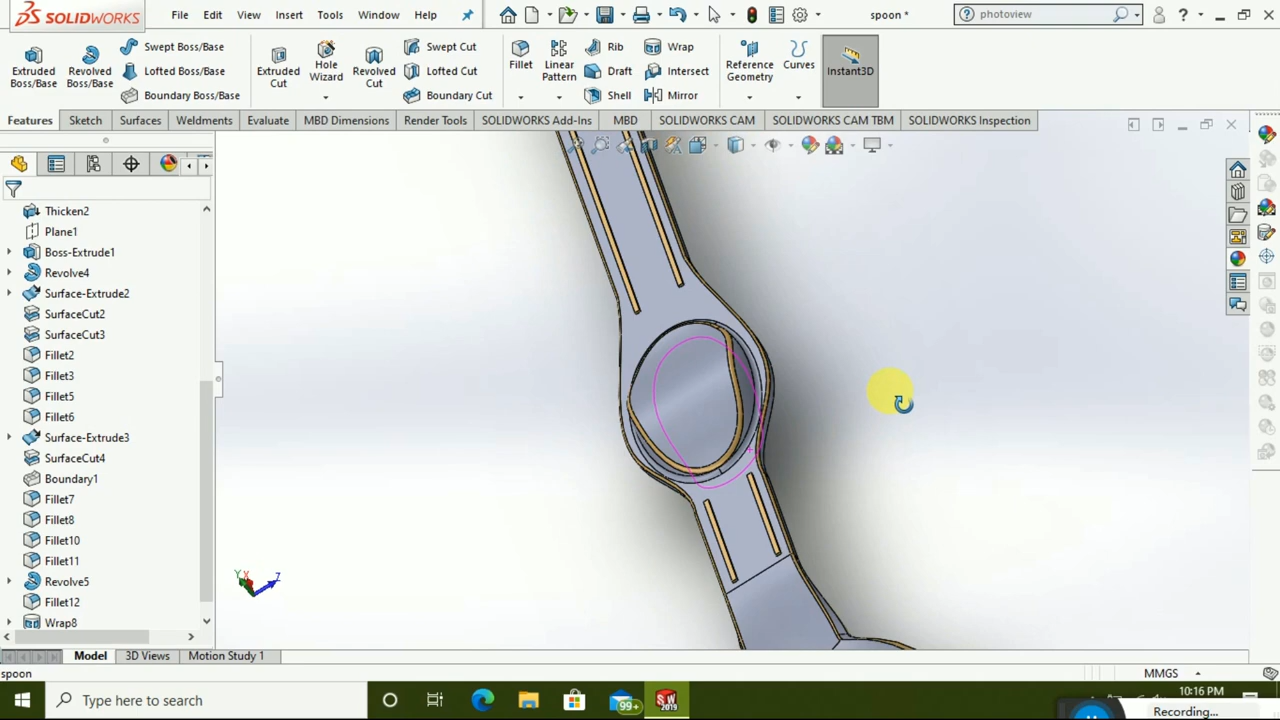 SOLIDWORKS File Edit View Insert Tools Window Help spoon * photoview ?
Extruded Boss/Base Revolved Boss/Base Swept Boss/Base Lofted Boss/Base Boundary Boss/Base Extruded Cut Hole Wizard Revolved Cut Swept Cut Lofted Cut Boundary Cut Fillet Linear Pattern Rib Draft Shell Wrap Intersect Mirror Reference Geometry Curves Instant3D
Features Sketch Surfaces Weldments Evaluate MBD Dimensions Render Tools SOLIDWORKS Add-Ins MBD SOLIDWORKS CAM SOLIDWORKS CAM TBM SOLIDWORKS Inspection
Thicken2
Plane1
Boss-Extrude1
Revolve4
Surface-Extrude2
SurfaceCut2
SurfaceCut3
Fillet2
Fillet3
Fillet5
Fillet6
Surface-Extrude3
SurfaceCut4
Boundary1
Fillet7
Fillet8
Fillet10
Fillet11
Revolve5
Fillet12
Wrap8
Y X Z
Model 3D Views Motion Study 1
spoon MMGS
Type here to search 99+ SW 2019 10:16 PM
Recording...